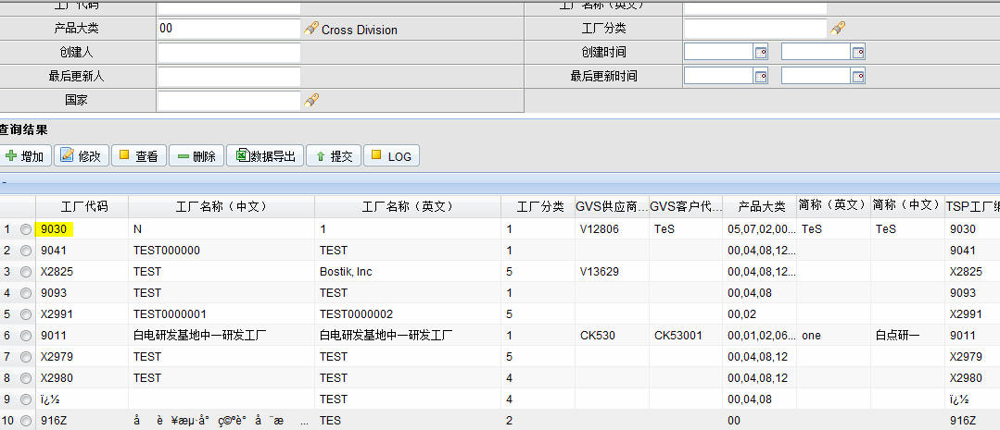 工厂代码 工厂名称（英文）
产品大类 00 Cross Division 工厂分类
创建人 创建时间
最后更新人 最后更新时间
国家
查询结果
增加 修改 查看 删除 数据导出 提交 LOG
-
工厂代码 工厂名称（中文） 工厂名称（英文） 工厂分类 GVS供应商... GVS客户代... 产品大类 简称（英文） 简称（中文） TSP工厂编
1 9030 N 1 1 V12806 TeS 05,07,02,00... TeS TeS 9030
2 9041 TEST000000 TEST 1 00,04,08,12... 9041
3 X2825 TEST Bostik, Inc 5 V13629 00,04,08,12... X2825
4 9093 TEST TEST 1 00,04,08 9093
5 X2991 TEST0000001 TEST0000002 5 00,02 X2991
6 9011 白电研发基地中一研发工厂 白电研发基地中一研发工厂 1 CK530 CK53001 00,01,02,06... one 白点研一 9011
7 X2979 TEST TEST 5 00,04,08,12 X2979
8 X2980 TEST TEST 4 00,04,08,12 X2980
9 ï¿½ TEST 4 00,04,08 ï¿½
10 916Z å è ¥æµ·å° ç©ºè° å ¨æ ... TES 2 00 916Z